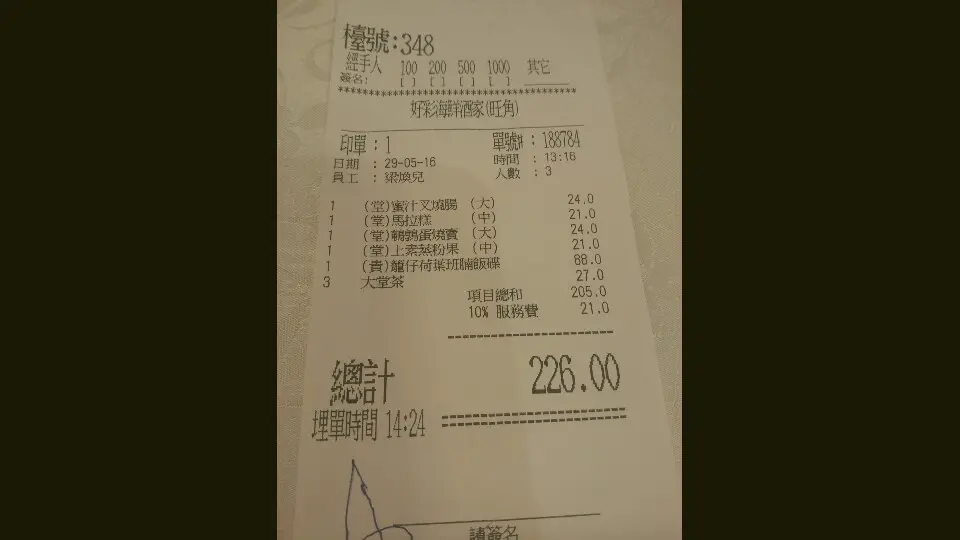 檯號:348
經手人 100 200 500 1000 其它
簽名: [ ] [ ] [ ] [ ]
****************************************
好彩海鮮酒家(旺角)
印單 : 1 單號# : 188784
日期 : 29-05-16 時間 : 13:16
員工 : 梁煥兒 人數 : 3
1 (堂)蜜汁叉燒腸 (大) 24.0
1 (堂)馬拉糕 (中) 21.0
1 (堂)鵪鶉蛋燒賣 (大) 24.0
1 (堂)上素蒸粉果 (中) 21.0
1 (貴)籠仔荷葉班腩飯碟 88.0
3 大堂茶 27.0
項目總和 205.0
10% 服務費 21.0
總計 226.00
埋單時間 14:24
請簽名